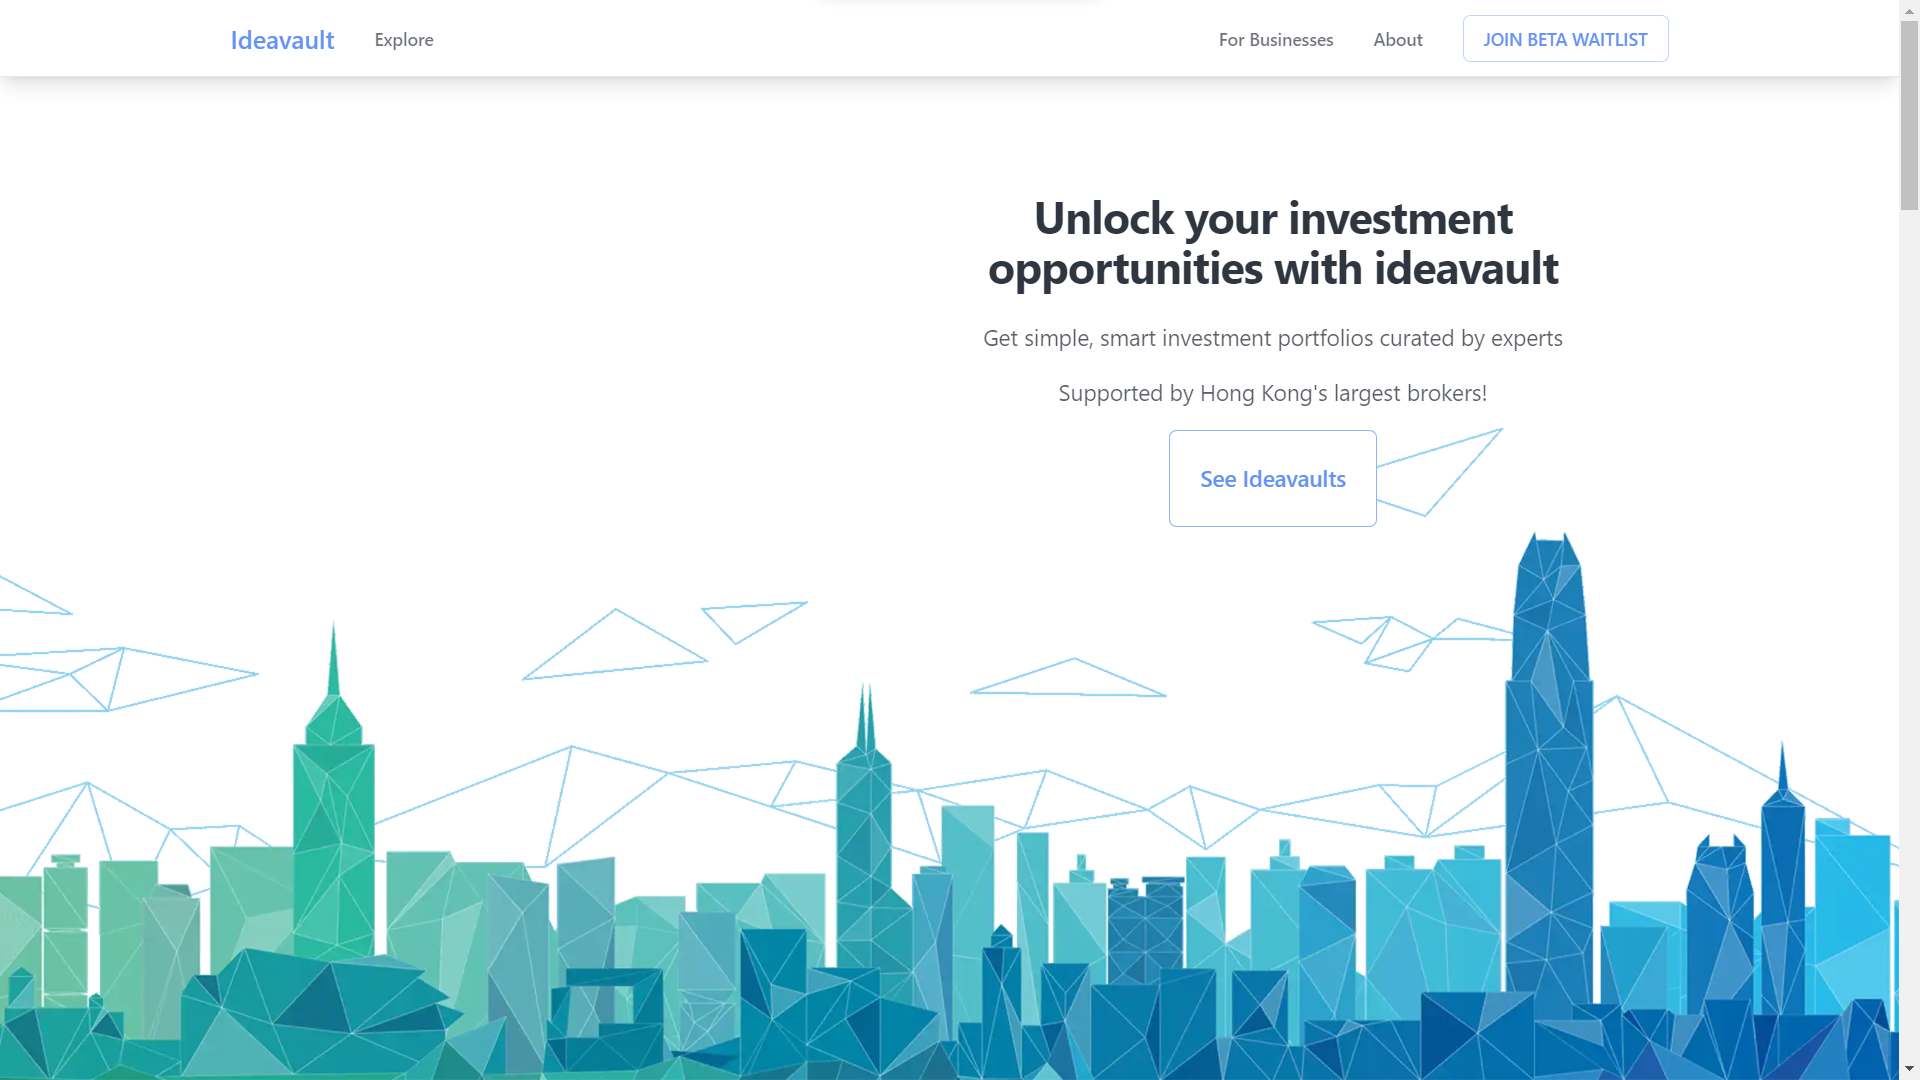 Ideavault
Explore
For Businesses
About
JOIN BETA WAITLIST
Unlock your investment
opportunities with ideavault
Get simple, smart investment portfolios curated by experts
Supported by Hong Kong's largest brokers!
See Ideavaults